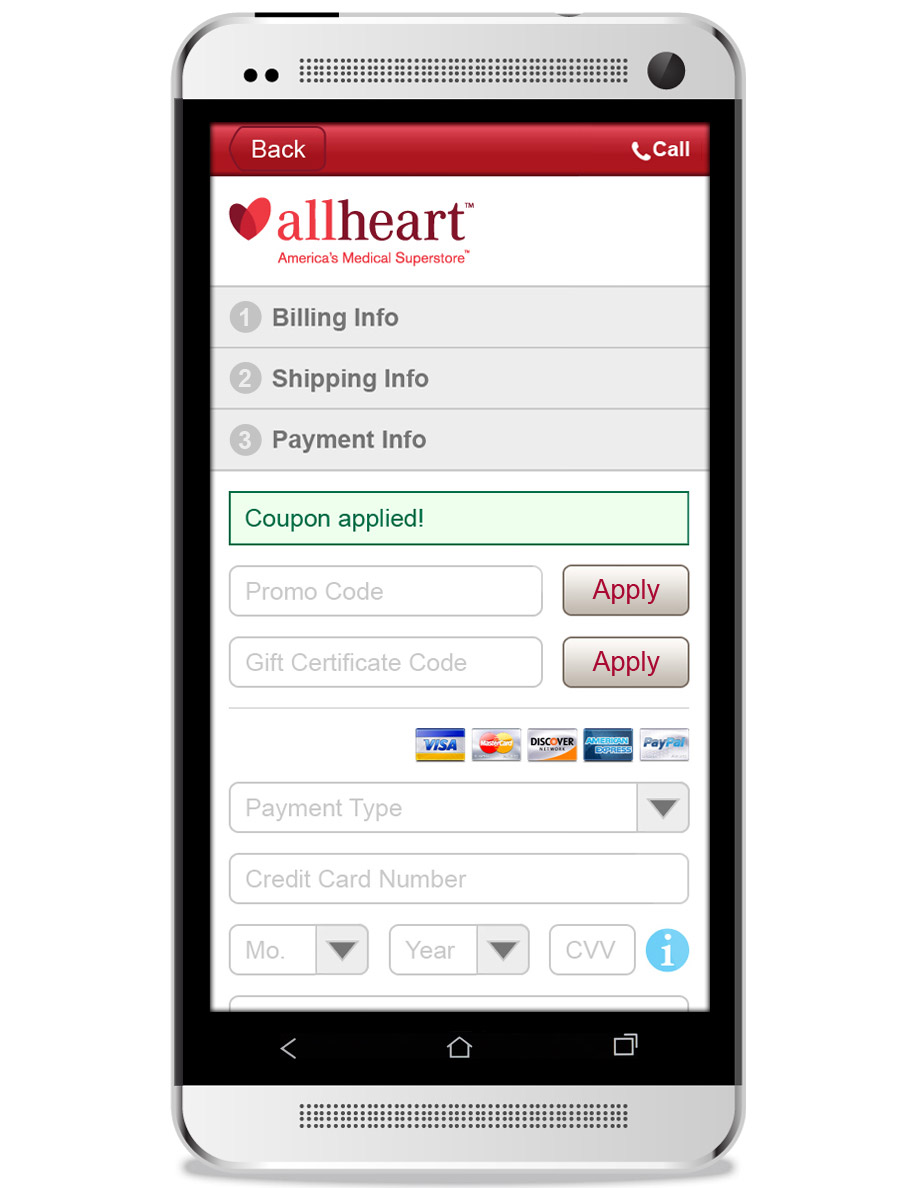 Back
Call
allheart™
America's Medical Superstore™
1 Billing Info
2 Shipping Info
3 Payment Info
Coupon applied!
Promo Code Apply
Gift Certificate Code Apply
VISA MasterCard DISCOVER NETWORK AMERICAN EXPRESS PayPal
Payment Type
Credit Card Number
Mo. Year CVV i